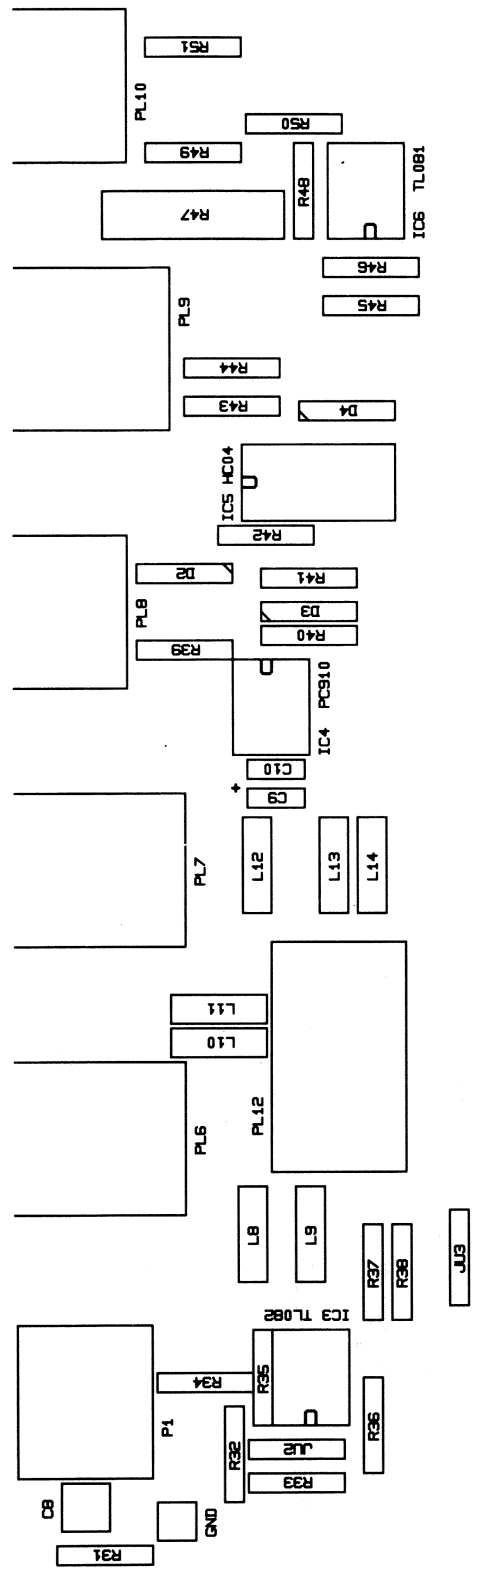 R51
PL10
R50
R49
R48
TL081
IC6
R47
R46
R45
PL9
R44
R43
D4
HC04
IC5
R42
D2
R41
D3
R40
PL8
R39
PC910
IC4
C10
+
C9
L12
L13
L14
PL7
L11
L10
PL12
PL6
L8
L9
R37
R38
JU3
IC3 TL082
R35
R34
P1
R32
R36
JU2
R33
C8
GND
R31